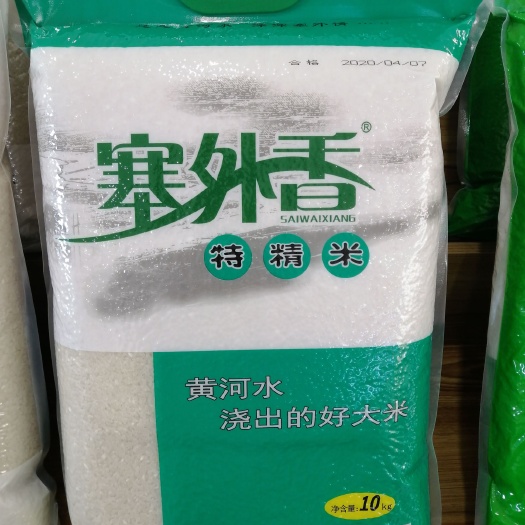 合格 2020/04/07
塞外香®
SAIWAIXIANG
特精米
黄河水
浇出的好大米
净含量:10kg